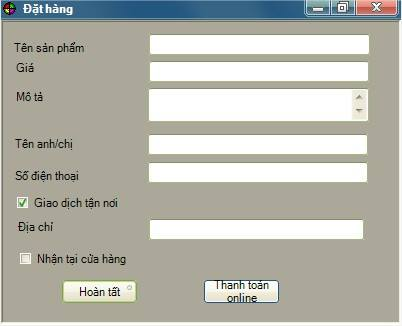 Đặt hàng
Tên sản phẩm
Giá
Mô tả
Tên anh/chị
Số điện thoại
Giao dịch tận nơi
Địa chỉ
Nhận tại cửa hàng
Hoàn tất
Thanh toán
online